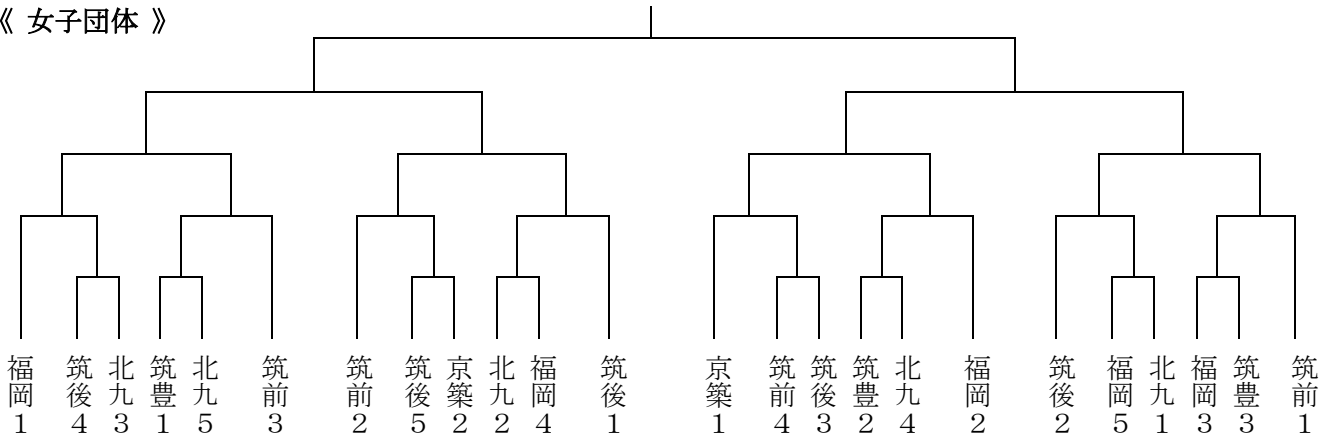 《 女子団体 》
福岡１
筑後４
北九３
筑豊１
北九５
筑前３
筑前２
筑後５
京築２
北九２
福岡４
筑後１
京築１
筑前４
筑後３
筑豊２
北九４
福岡２
筑後２
福岡５
北九１
福岡３
筑豊３
筑前１